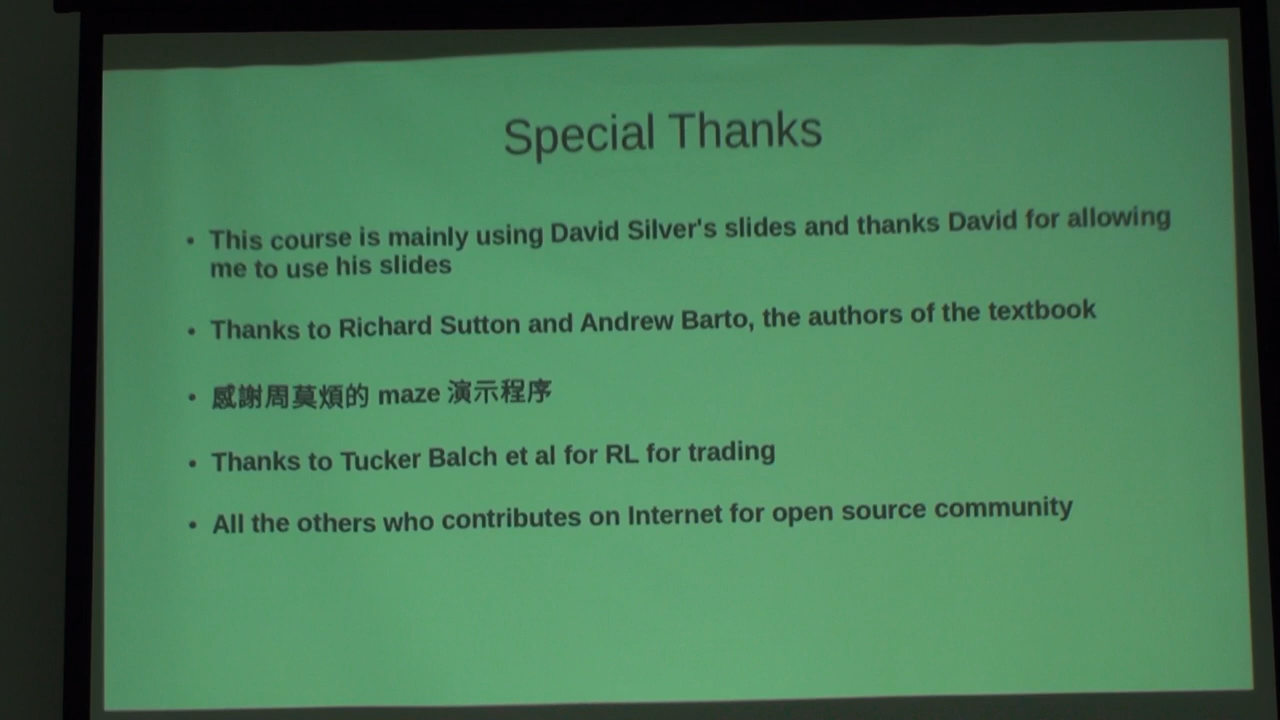 Special Thanks
• This course is mainly using David Silver's slides and thanks David for allowing
me to use his slides
• Thanks to Richard Sutton and Andrew Barto, the authors of the textbook
• 感謝周莫煩的 maze 演示程序
• Thanks to Tucker Balch et al for RL for trading
• All the others who contributes on Internet for open source community